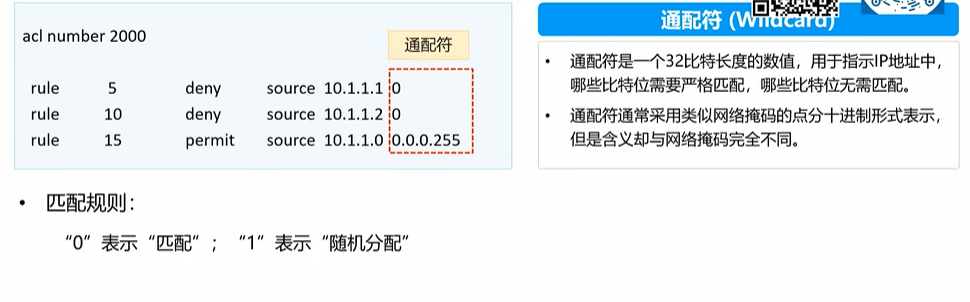 acl number 2000
通配符
rule 5 deny source 10.1.1.1 0
rule 10 deny source 10.1.1.2 0
rule 15 permit source 10.1.1.0 0.0.0.255
通配符 (Wildcard)
• 通配符是一个32比特长度的数值，用于指示IP地址中，
哪些比特位需要严格匹配，哪些比特位无需匹配。
• 通配符通常采用类似网络掩码的点分十进制形式表示，
但是含义却与网络掩码完全不同。
• 匹配规则：
“0”表示“匹配”；“1”表示“随机分配”